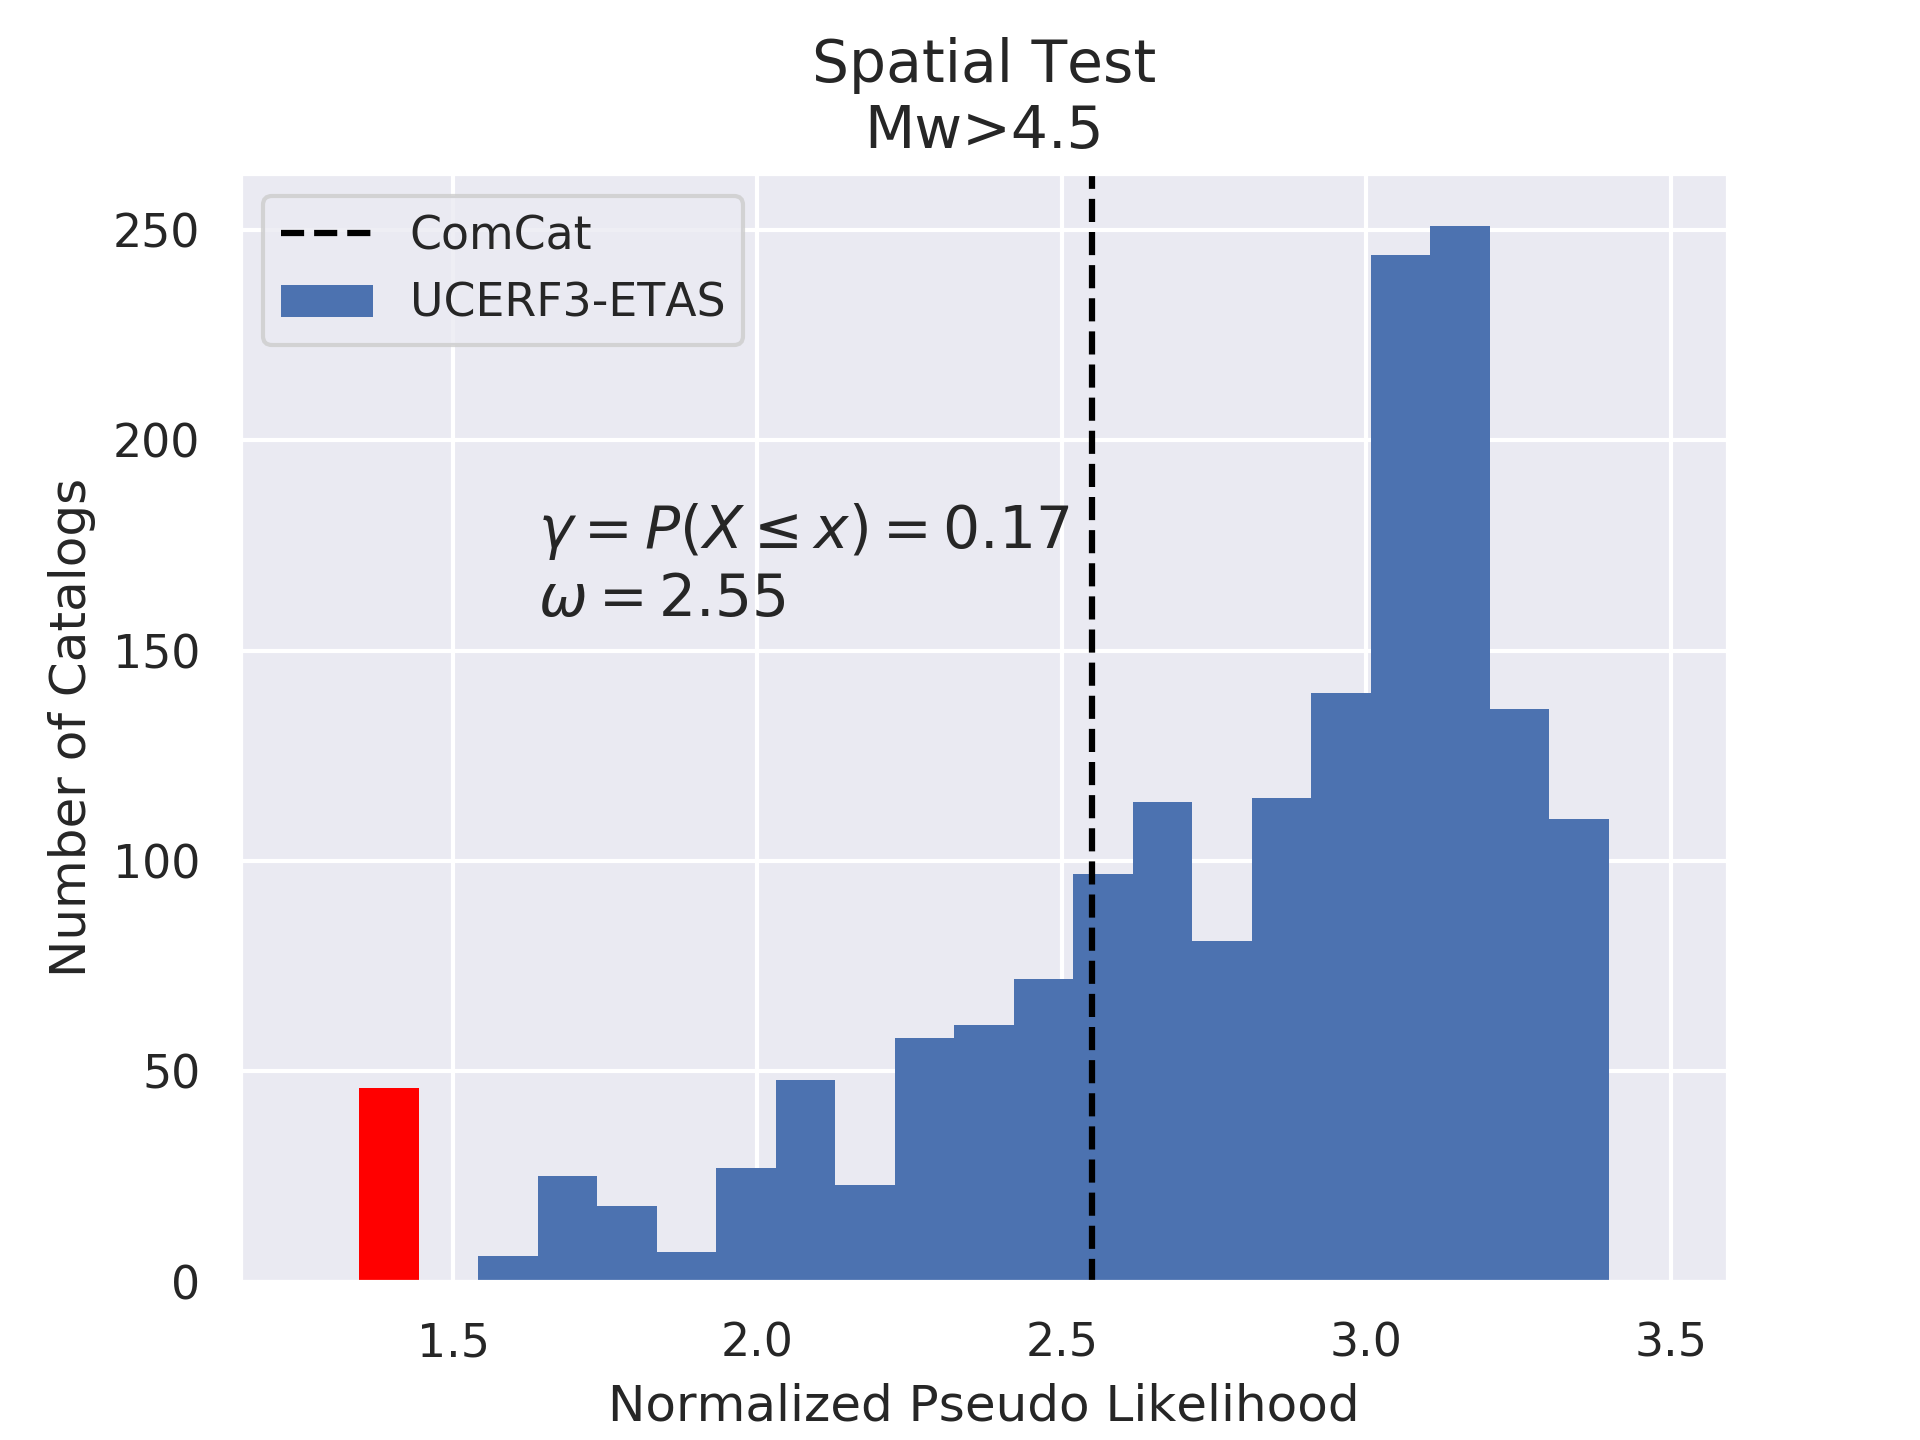 Spatial Test
Mw>4.5
ComCat
UCERF3-ETAS
γ = P(X ≤ x) = 0.17
ω = 2.55
Number of Catalogs
250
200
150
100
50
0
1.5 2.0 2.5 3.0 3.5
Normalized Pseudo Likelihood